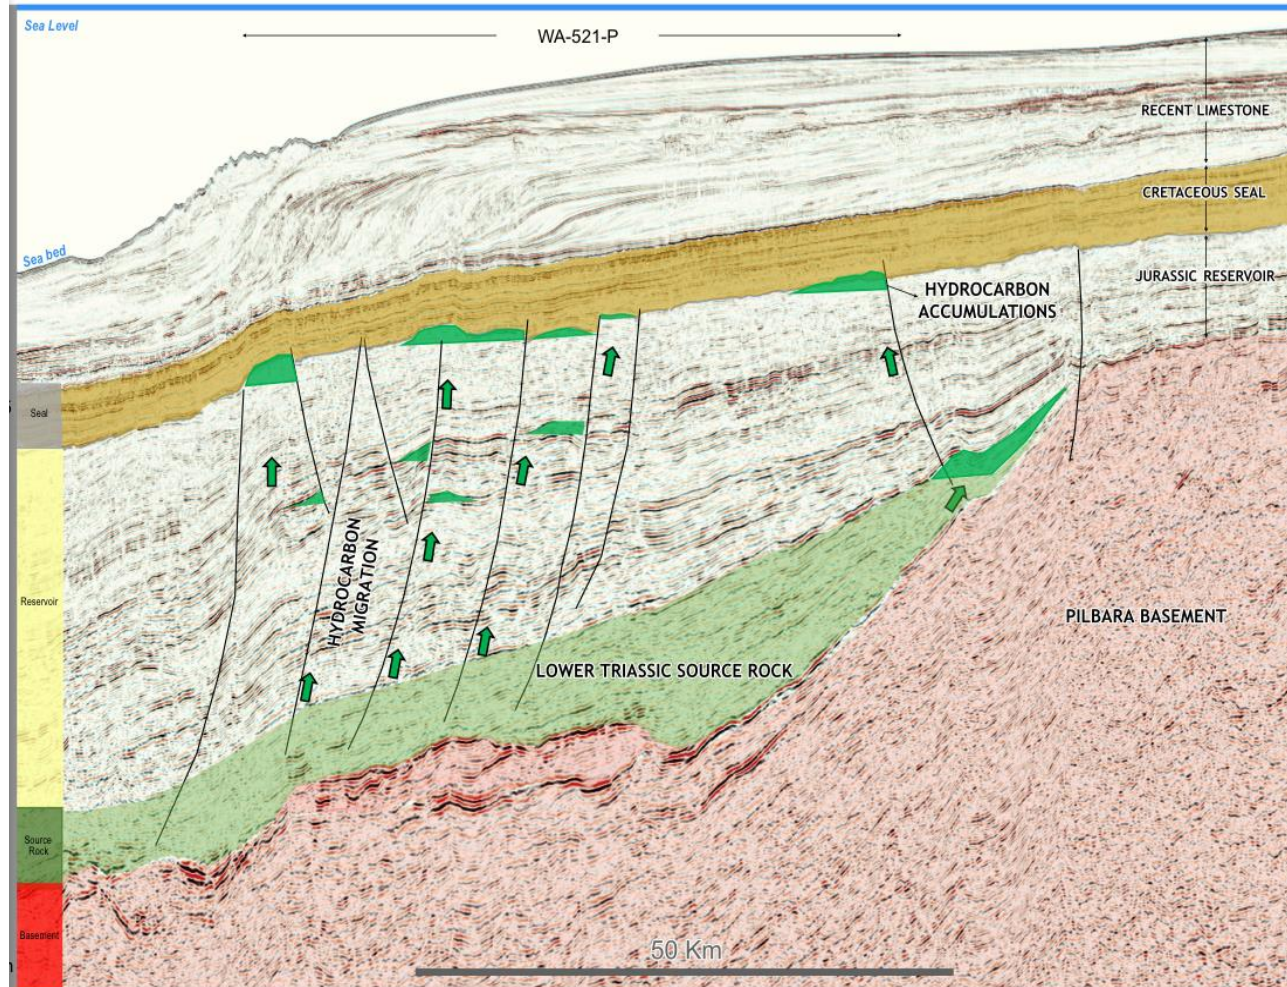 Sea Level
WA-521-P
RECENT LIMESTONE
CRETACEOUS SEAL
Sea bed
JURASSIC RESERVOIR
HYDROCARBON
ACCUMULATIONS
Seal
HYDROCARBON
MIGRATION
Reservoir
PILBARA BASEMENT
LOWER TRIASSIC SOURCE ROCK
Source
Rock
Basement
50 Km